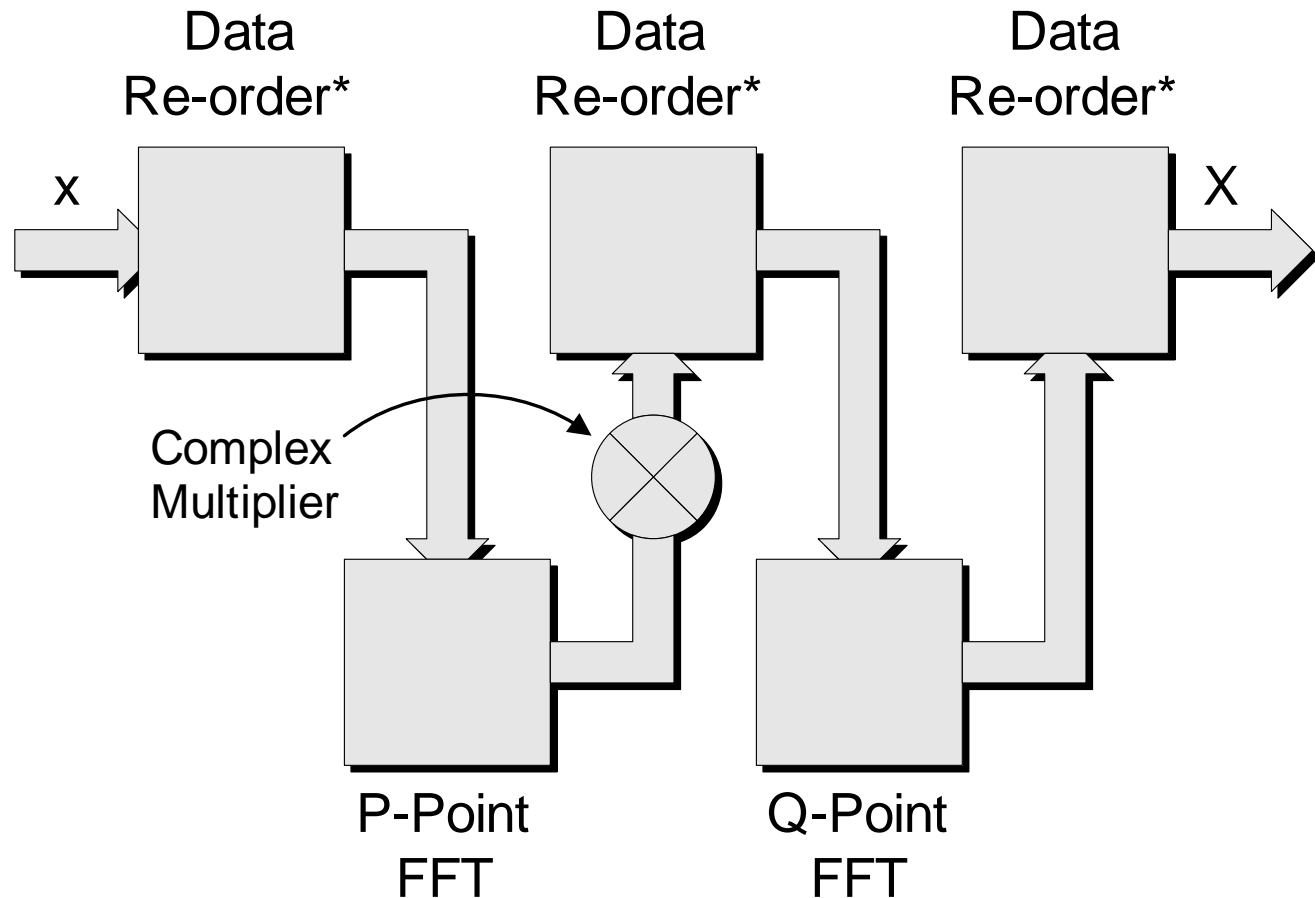 Data
Re-order*
Data
Re-order*
Data
Re-order*
x
X
Complex
Multiplier
P-Point
FFT
Q-Point
FFT